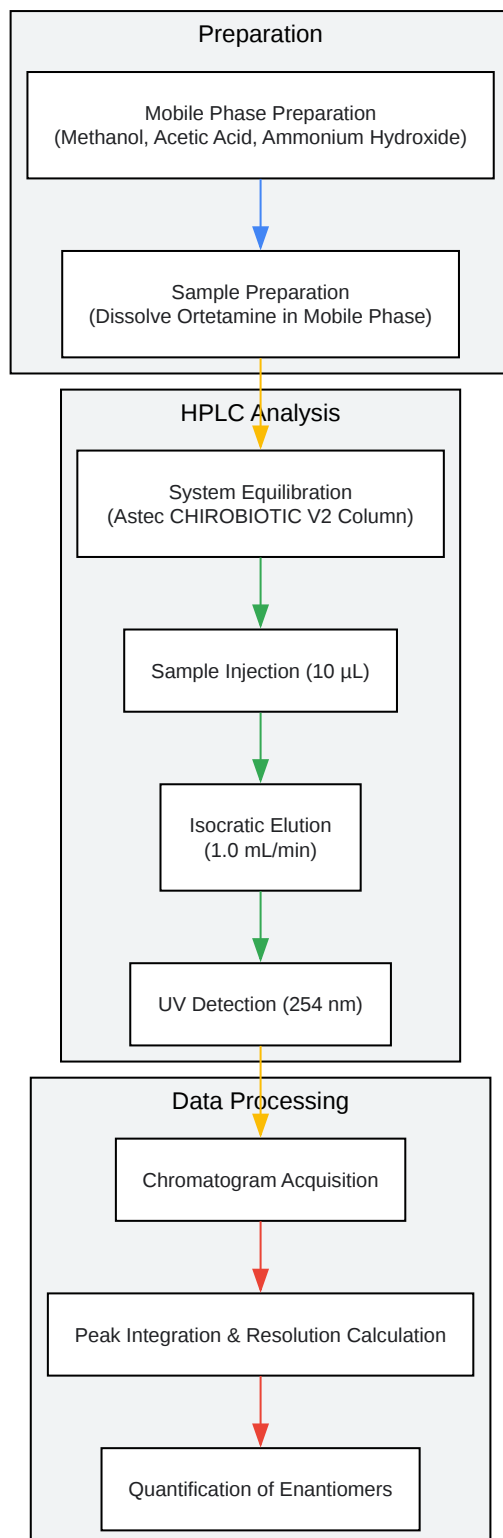 Preparation
Mobile Phase Preparation
(Methanol, Acetic Acid, Ammonium Hydroxide)
Sample Preparation
(Dissolve Ortetamine in Mobile Phase)
HPLC Analysis
System Equilibration
(Astec CHIROBIOTIC V2 Column)
Sample Injection (10 µL)
Isocratic Elution
(1.0 mL/min)
UV Detection (254 nm)
Data Processing
Chromatogram Acquisition
Peak Integration & Resolution Calculation
Quantification of Enantiomers